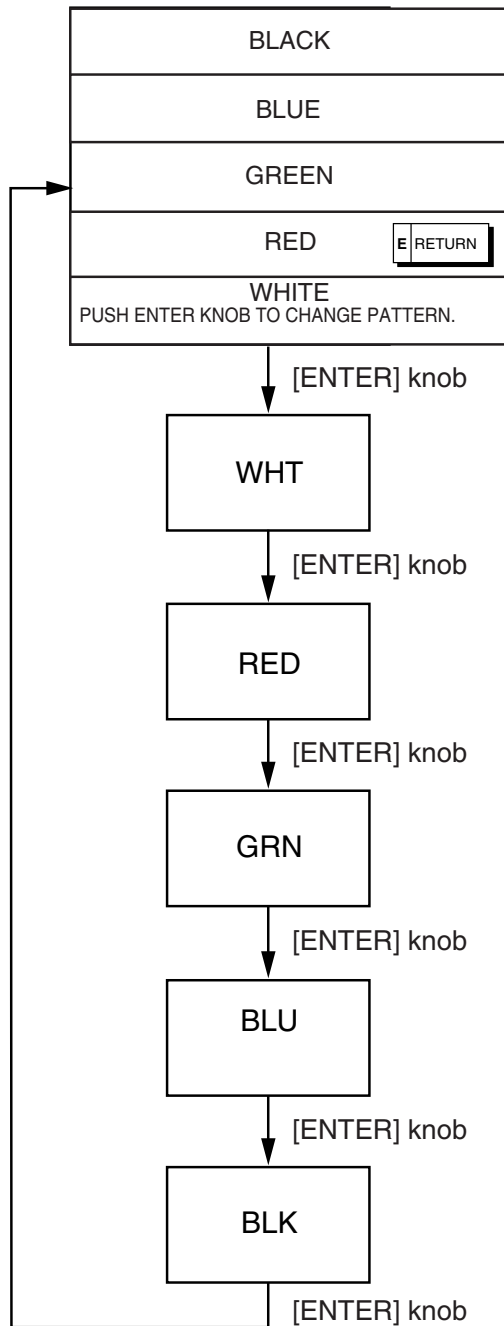 BLACK
BLUE
GREEN
RED
E RETURN
WHITE
PUSH ENTER KNOB TO CHANGE PATTERN.
[ENTER] knob
WHT
[ENTER] knob
RED
[ENTER] knob
GRN
[ENTER] knob
BLU
[ENTER] knob
BLK
[ENTER] knob